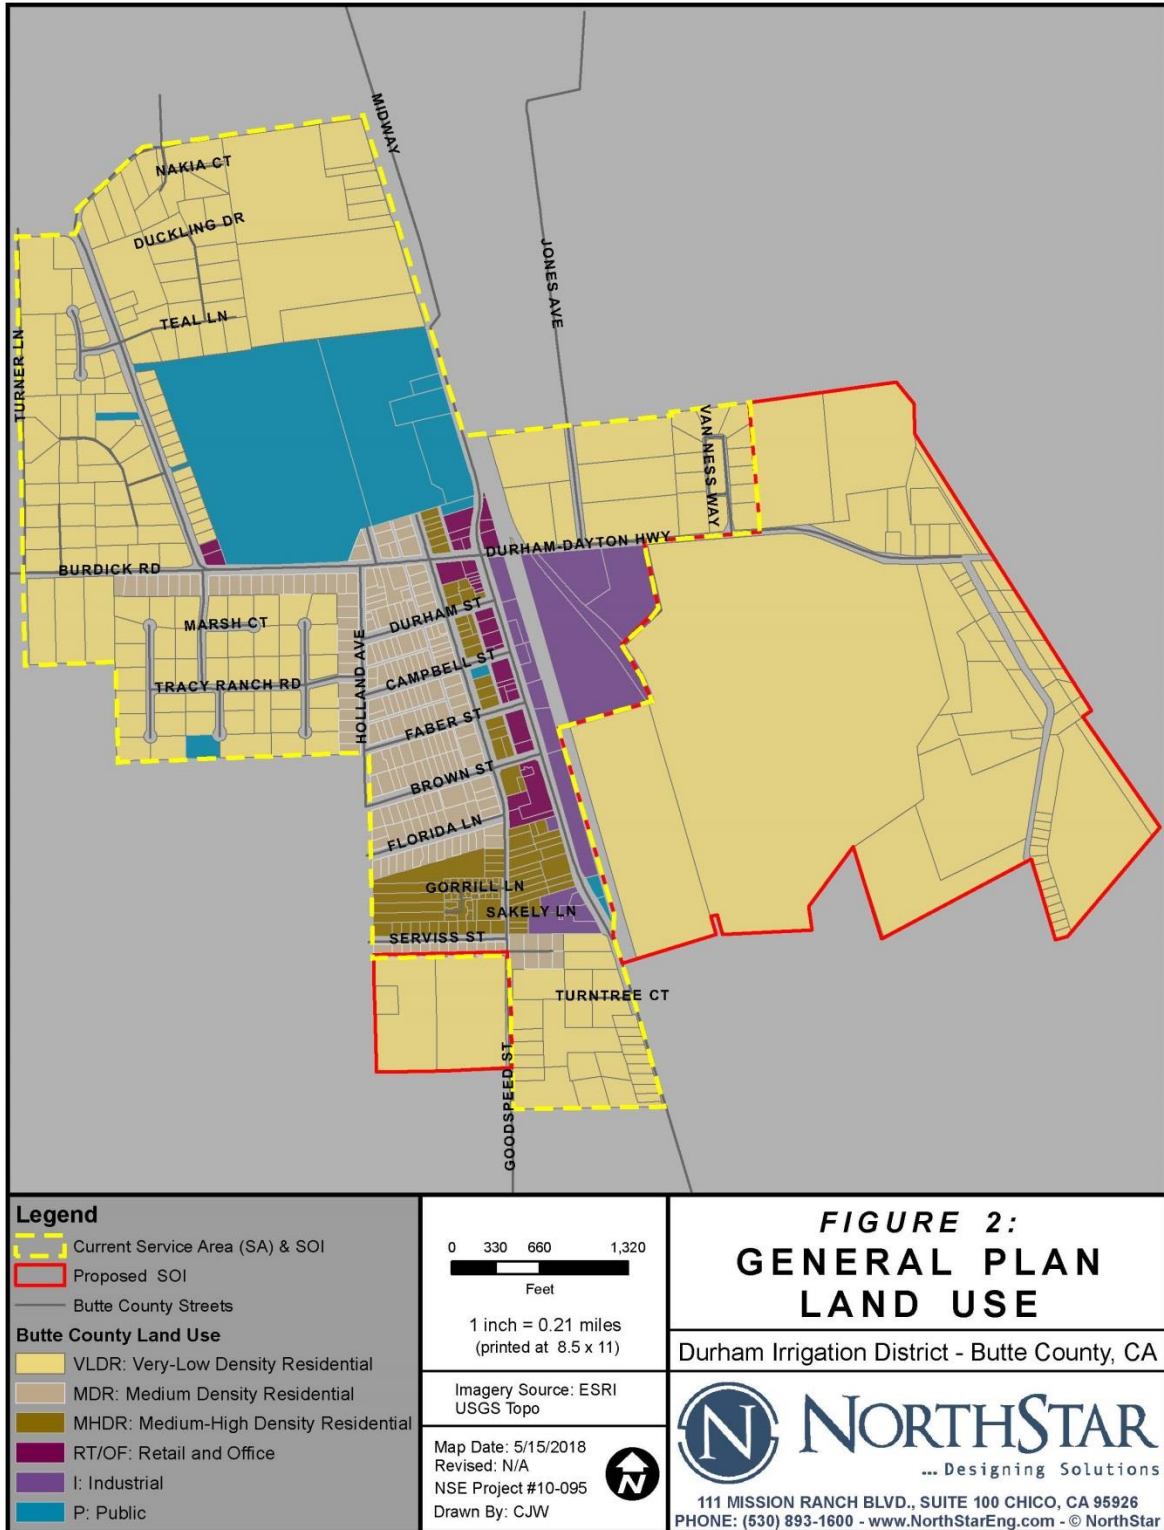 MIDWAY
NAKIA CT
DUCKLING DR
JONES AVE
TEAL LN
TURNER LN
VAN NESS WAY
DURHAM-DAYTON HWY
BURDICK RD
MARSH CT
DURHAM ST
HOLLAND AVE
CAMPBELL ST
TRACY RANCH RD
FABER ST
BROWN ST
FLORIDA LN
GORRILL LN
SAKELY LN
SERVISS ST
TURNTREE CT
GOODSPEED ST
Legend
Current Service Area (SA) & SOI
Proposed SOI
Butte County Streets
Butte County Land Use
VLDR: Very-Low Density Residential
MDR: Medium Density Residential
MHDR: Medium-High Density Residential
RT/OF: Retail and Office
I: Industrial
P: Public
0 330 660 1,320
Feet
1 inch = 0.21 miles
(printed at 8.5 x 11)
Imagery Source: ESRI
USGS Topo
Map Date: 5/15/2018
Revised: N/A
NSE Project #10-095
Drawn By: CJW
N
FIGURE 2:
GENERAL PLAN
LAND USE
Durham Irrigation District - Butte County, CA
N
NORTHSTAR
... Designing Solutions
111 MISSION RANCH BLVD., SUITE 100 CHICO, CA 95926
PHONE: (530) 893-1600 - www.NorthStarEng.com - © NorthStar